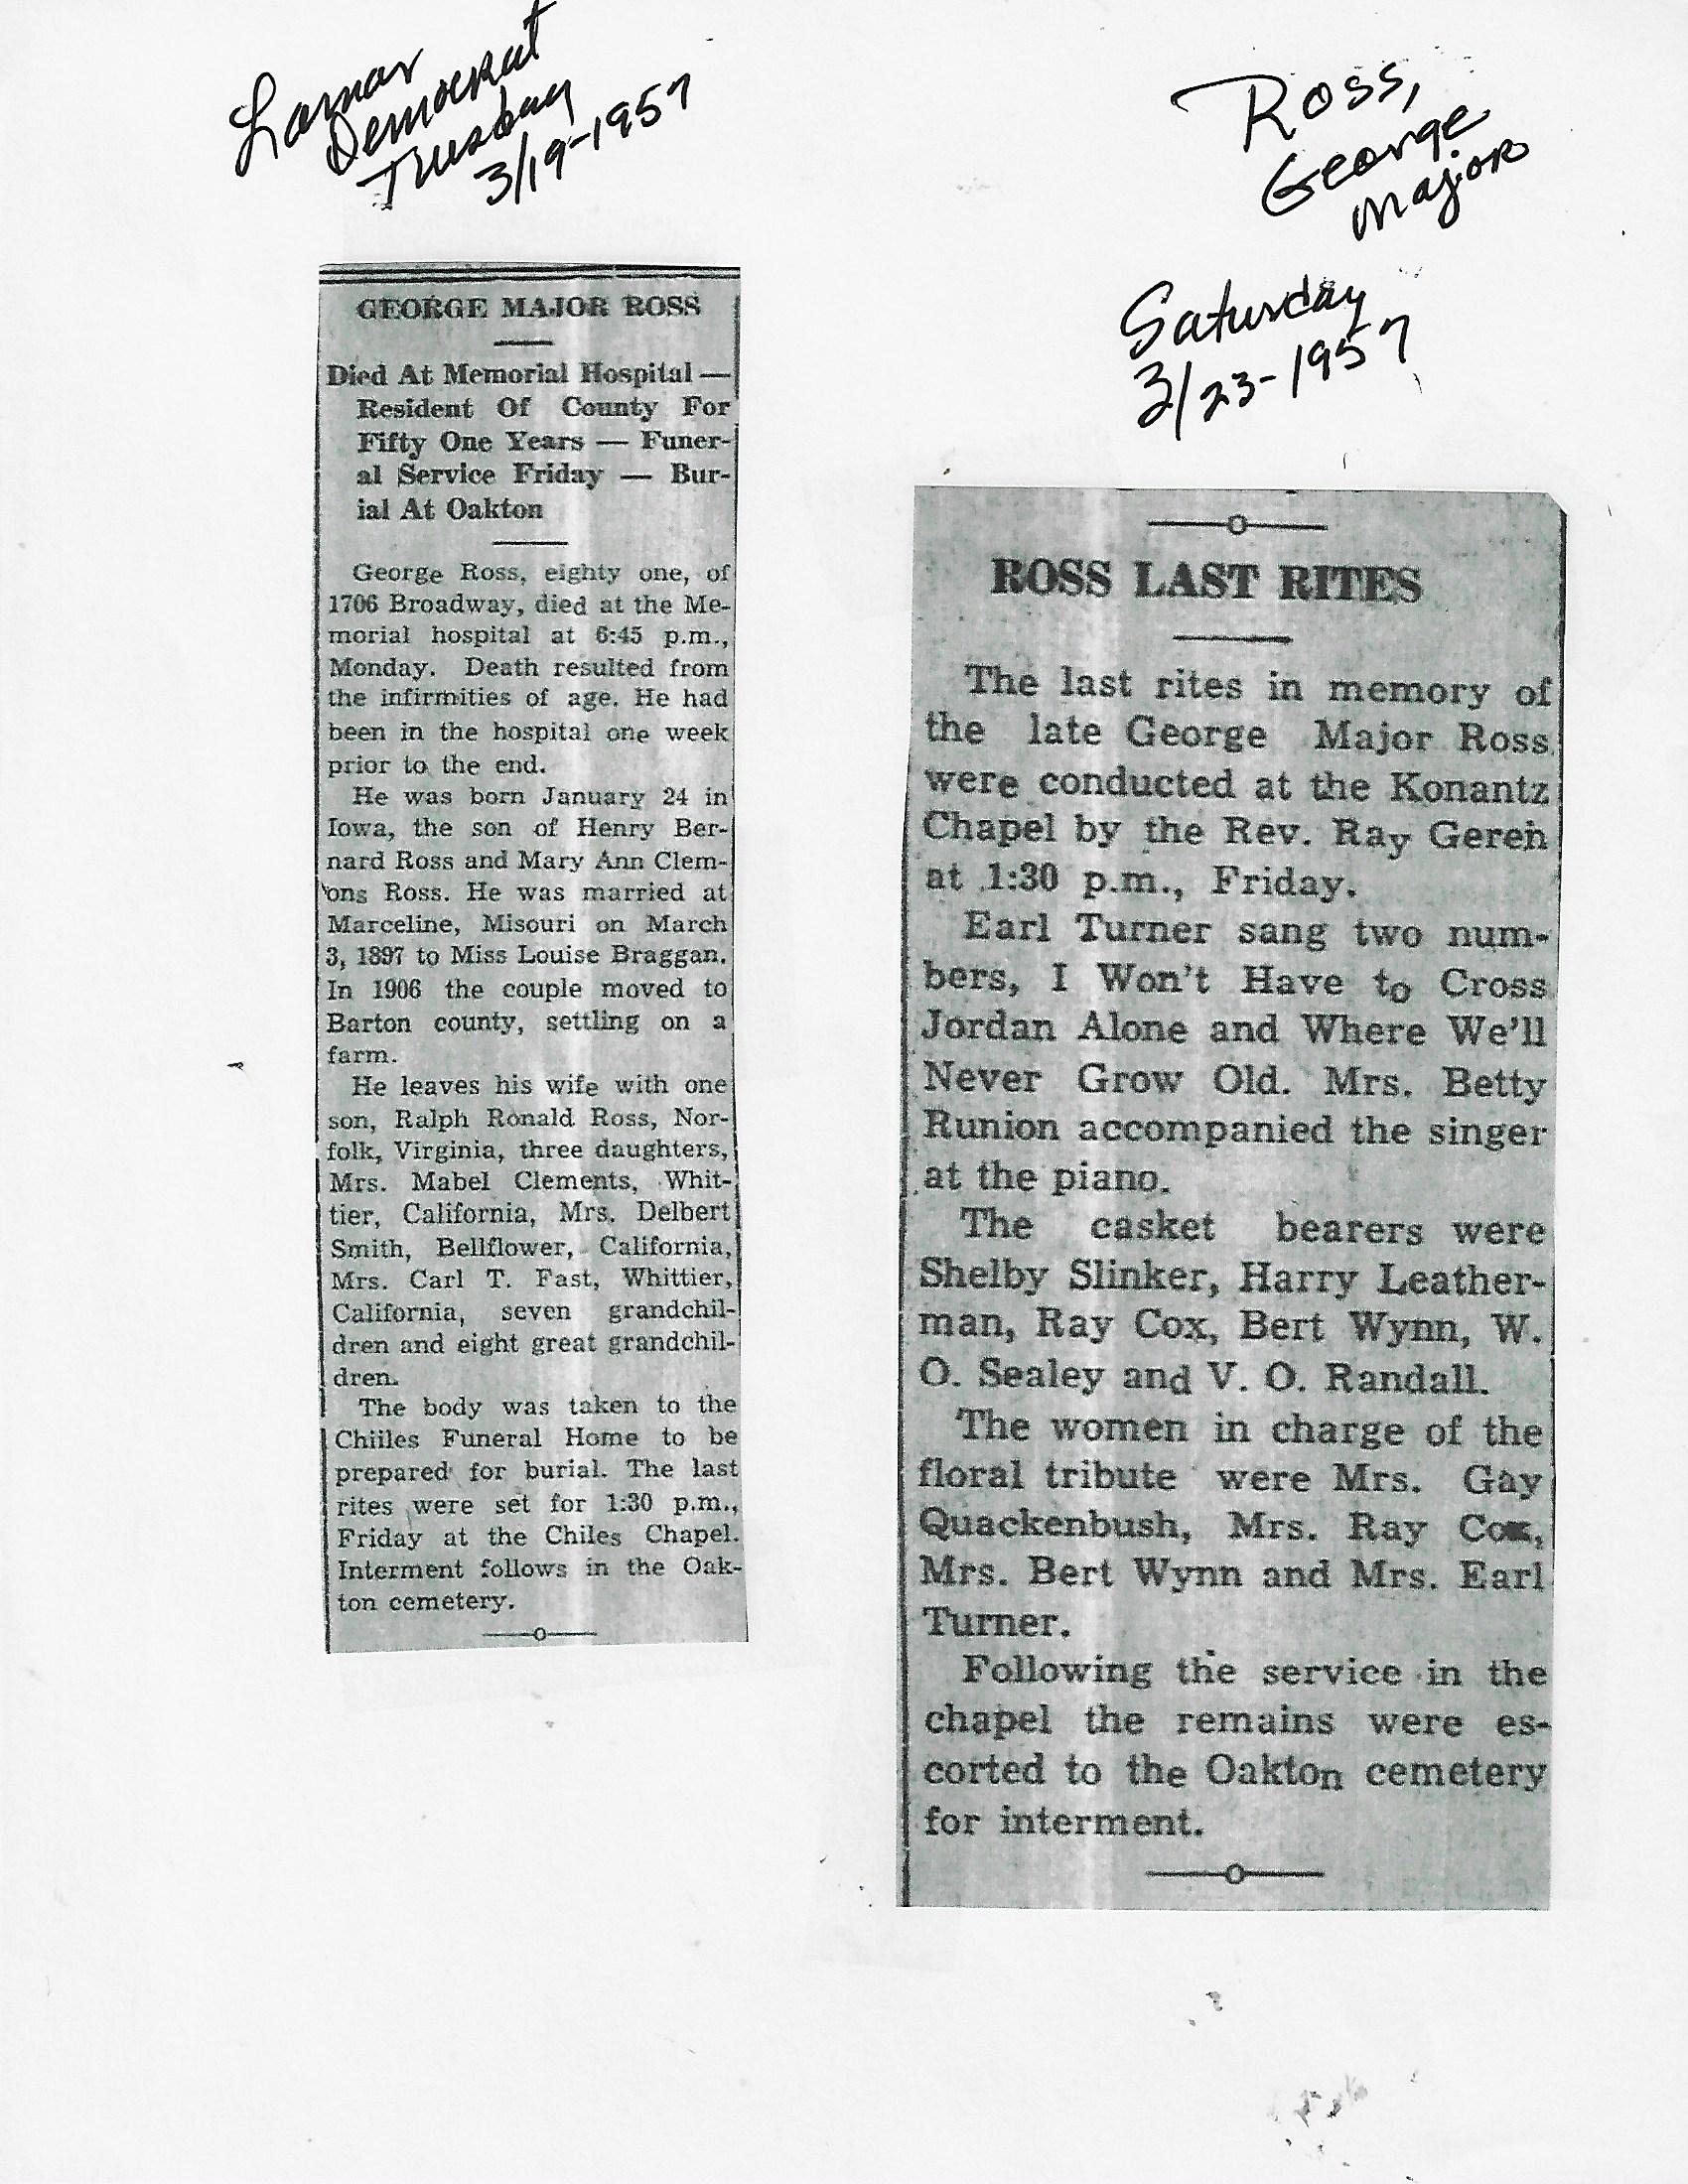 Lamar
Democrat
Tuesday
3/19-1957
Ross,
George
Major
Saturday
3/23-1957
GEORGE MAJOR ROSS
Died At Memorial Hospital —
Resident Of County For
Fifty One Years — Funer-
al Service Friday — Bur-
ial At Oakton
George Ross, eighty one, of
1706 Broadway, died at the Me-
morial hospital at 6:45 p.m.,
Monday. Death resulted from
the infirmities of age. He had
been in the hospital one week
prior to the end.
He was born January 24 in
Iowa, the son of Henry Ber-
nard Ross and Mary Ann Clem-
ons Ross. He was married at
Marceline, Misouri on March
3, 1897 to Miss Louise Braggan.
In 1906 the couple moved to
Barton county, settling on a
farm.
He leaves his wife with one
son, Ralph Ronald Ross, Nor-
folk, Virginia, three daughters,
Mrs. Mabel Clements, Whit-
tier, California, Mrs. Delbert
Smith, Bellflower, California,
Mrs. Carl T. Fast, Whittier,
California, seven grandchil-
dren and eight great grandchil-
dren.
The body was taken to the
Chiiles Funeral Home to be
prepared for burial. The last
rites were set for 1:30 p.m.,
Friday at the Chiles Chapel.
Interment follows in the Oak-
ton cemetery.
ROSS LAST RITES
The last rites in memory of
the late George Major Ross
were conducted at the Konantz
Chapel by the Rev. Ray Geren
at 1:30 p.m., Friday.
Earl Turner sang two num-
bers, I Won't Have to Cross
Jordan Alone and Where We'll
Never Grow Old. Mrs. Betty
Runion accompanied the singer
at the piano.
The casket bearers were
Shelby Slinker, Harry Leather-
man, Ray Cox, Bert Wynn, W.
O. Sealey and V. O. Randall.
The women in charge of the
floral tribute were Mrs. Gay
Quackenbush, Mrs. Ray Cox,
Mrs. Bert Wynn and Mrs. Earl
Turner.
Following the service in the
chapel the remains were es-
corted to the Oakton cemetery
for interment.